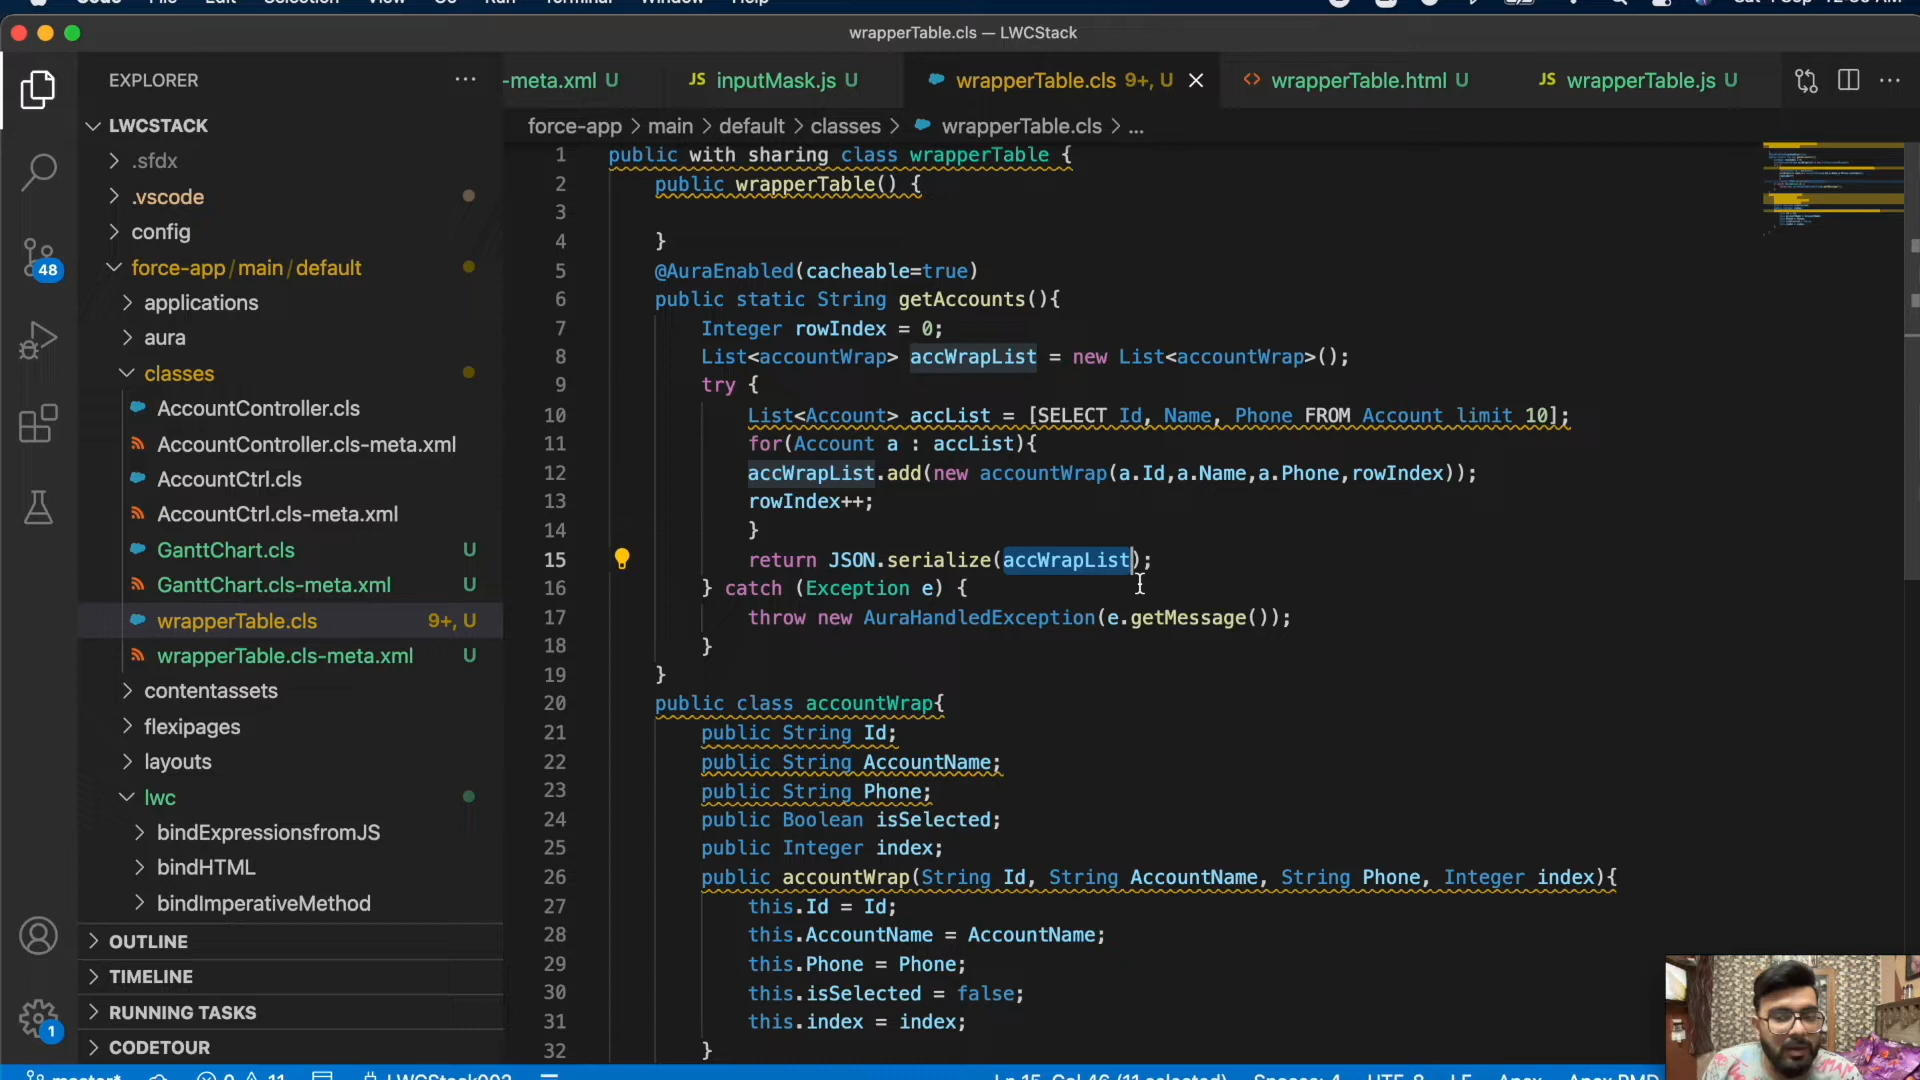 wrapperTable.cls — LWCStack
EXPLORER
-meta.xml U
JS inputMask.js U
wrapperTable.cls 9+, U
<> wrapperTable.html U
JS wrapperTable.js U
force-app > main > default > classes > wrapperTable.cls > ...
LWCSTACK
.sfdx
.vscode
config
force-app/main/default
applications
aura
classes
AccountController.cls
AccountController.cls-meta.xml
AccountCtrl.cls
AccountCtrl.cls-meta.xml
GanttChart.cls U
GanttChart.cls-meta.xml U
wrapperTable.cls 9+, U
wrapperTable.cls-meta.xml U
contentassets
flexipages
layouts
lwc
bindExpressionsfromJS
bindHTML
bindImperativeMethod
OUTLINE
TIMELINE
RUNNING TASKS
CODETOUR
48
1
1 public with sharing class wrapperTable {
2 public wrapperTable() {
3
4 }
5 @AuraEnabled(cacheable=true)
6 public static String getAccounts(){
7 Integer rowIndex = 0;
8 List<accountWrap> accWrapList = new List<accountWrap>();
9 try {
10 List<Account> accList = [SELECT Id, Name, Phone FROM Account limit 10];
11 for(Account a : accList){
12 accWrapList.add(new accountWrap(a.Id,a.Name,a.Phone,rowIndex));
13 rowIndex++;
14 }
15 return JSON.serialize(accWrapList);
16 } catch (Exception e) {
17 throw new AuraHandledException(e.getMessage());
18 }
19 }
20 public class accountWrap{
21 public String Id;
22 public String AccountName;
23 public String Phone;
24 public Boolean isSelected;
25 public Integer index;
26 public accountWrap(String Id, String AccountName, String Phone, Integer index){
27 this.Id = Id;
28 this.AccountName = AccountName;
29 this.Phone = Phone;
30 this.isSelected = false;
31 this.index = index;
32 }